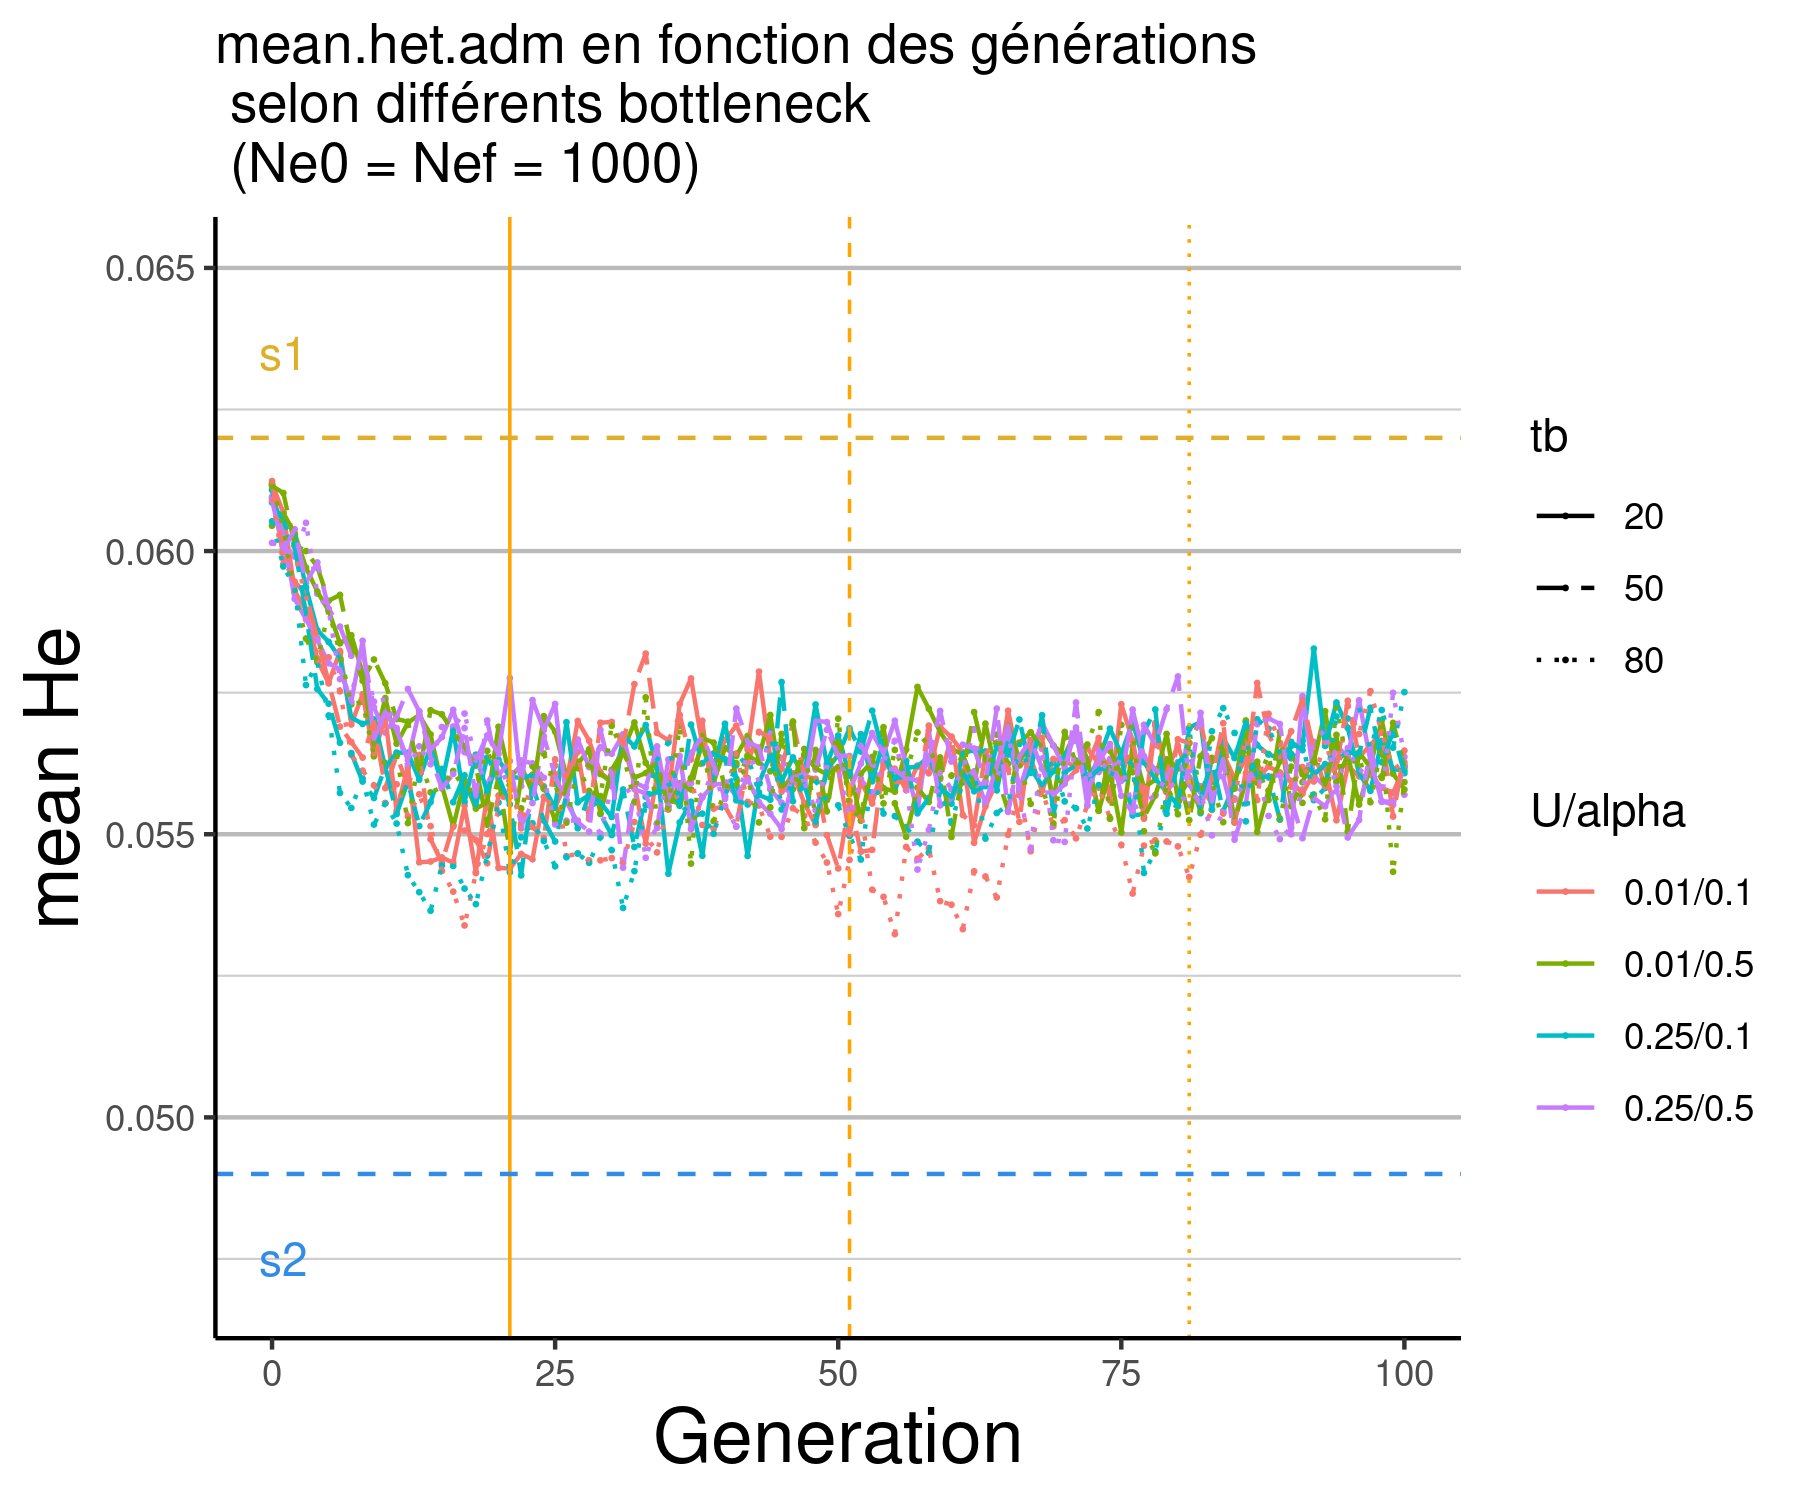 mean.het.adm en fonction des générations
selon différents bottleneck
(Ne0 = Nef = 1000)
mean He
0.065
0.060
0.055
0.050
s1
s2
0
25
50
75
100
Generation
tb
20
50
80
U/alpha
0.01/0.1
0.01/0.5
0.25/0.1
0.25/0.5